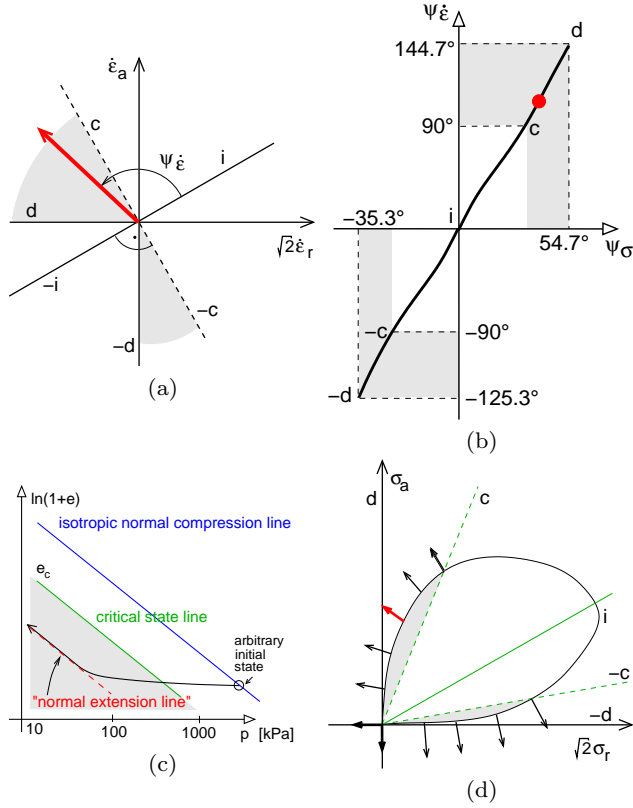 ε̇a
c
ψε̇
i
d
√2ε̇r
−i
−c
−d
(a)
ψε̇
d
144.7°
90°
c
−35.3°
i
54.7°
ψσ
−c
−90°
−d
−125.3°
(b)
ln(1+e)
isotropic normal compression line
ec
critical state line
arbitrary
initial
state
"normal extension line"
10
100
1000
p [kPa]
(c)
σa
d
c
i
−c
−d
√2σr
(d)